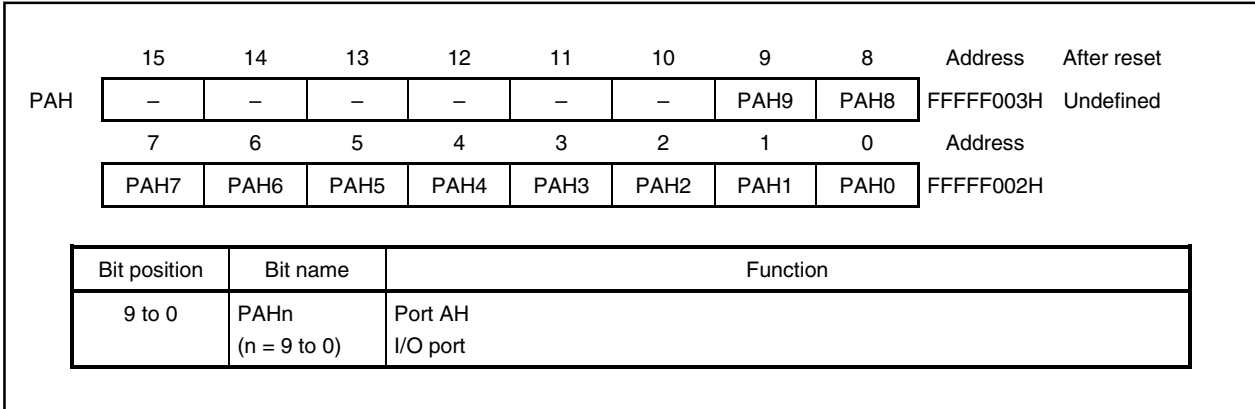 15 14 13 12 11 10 9 8 Address After reset
PAH – – – – – – PAH9 PAH8 FFFFF003H Undefined
7 6 5 4 3 2 1 0 Address
PAH7 PAH6 PAH5 PAH4 PAH3 PAH2 PAH1 PAH0 FFFFF002H
Bit position Bit name Function
9 to 0 PAHn Port AH
(n = 9 to 0) I/O port